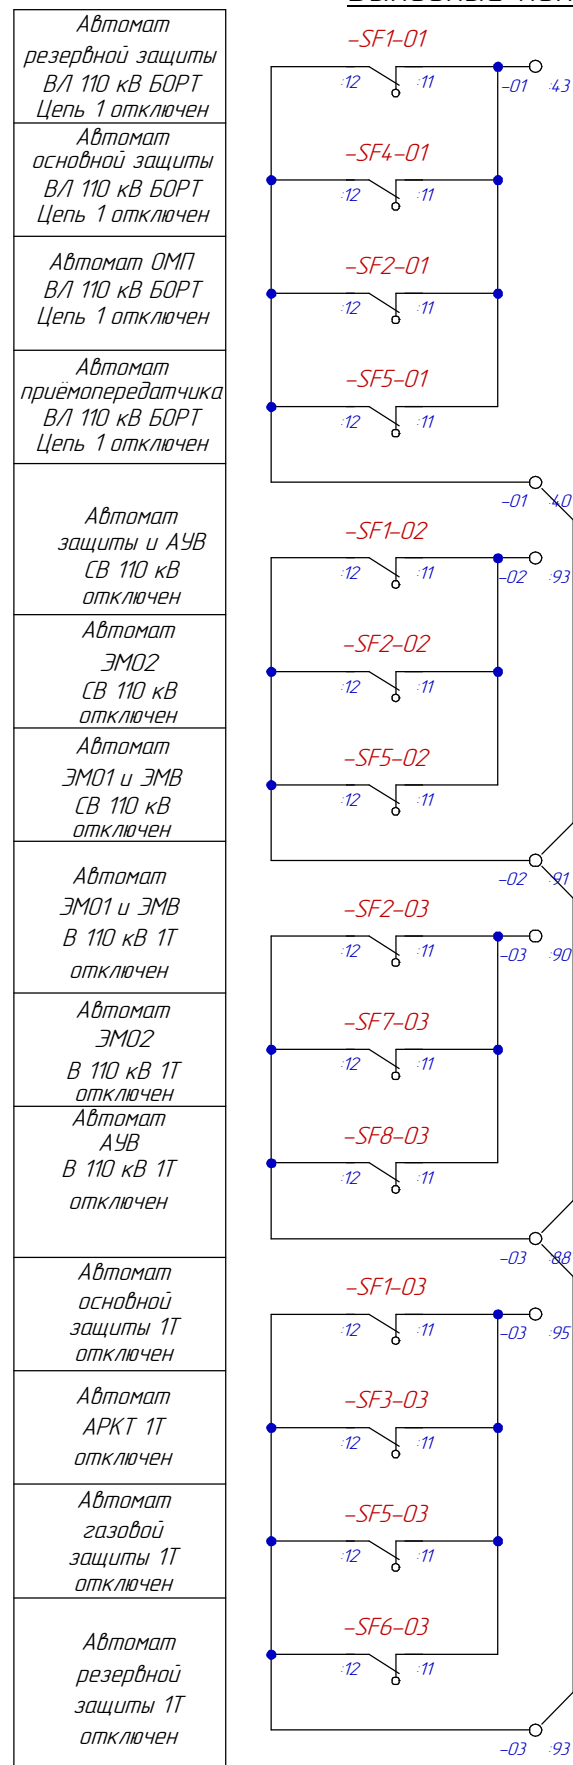 Автомат
резервной защиты
ВЛ 110 кВ БОРТ
Цепь 1 отключен
-SF1-01
:12 :11 -01 :43
Автомат
основной защиты
ВЛ 110 кВ БОРТ
Цепь 1 отключен
-SF4-01
:12 :11
Автомат ОМП
ВЛ 110 кВ БОРТ
Цепь 1 отключен
-SF2-01
:12 :11
Автомат
приёмопередатчика
ВЛ 110 кВ БОРТ
Цепь 1 отключен
-SF5-01
:12 :11
-01 :40
Автомат
защиты и АУВ
СВ 110 кВ
отключен
-SF1-02
:12 :11 -02 :93
Автомат
ЭМО2
СВ 110 кВ
отключен
-SF2-02
:12 :11
Автомат
ЭМО1 и ЭМВ
СВ 110 кВ
отключен
-SF5-02
:12 :11
-02 :91
Автомат
ЭМО1 и ЭМВ
В 110 кВ 1Т
отключен
-SF2-03
:12 :11 -03 :90
Автомат
ЭМО2
В 110 кВ 1Т
отключен
-SF7-03
:12 :11
Автомат
АУВ
В 110 кВ 1Т
отключен
-SF8-03
:12 :11
-03 :88
Автомат
основной
защиты 1Т
отключен
-SF1-03
:12 :11 -03 :95
Автомат
АРКТ 1Т
отключен
-SF3-03
:12 :11
Автомат
газовой
защиты 1Т
отключен
-SF5-03
:12 :11
Автомат
резервной
защиты 1Т
отключен
-SF6-03
:12 :11
-03 :93